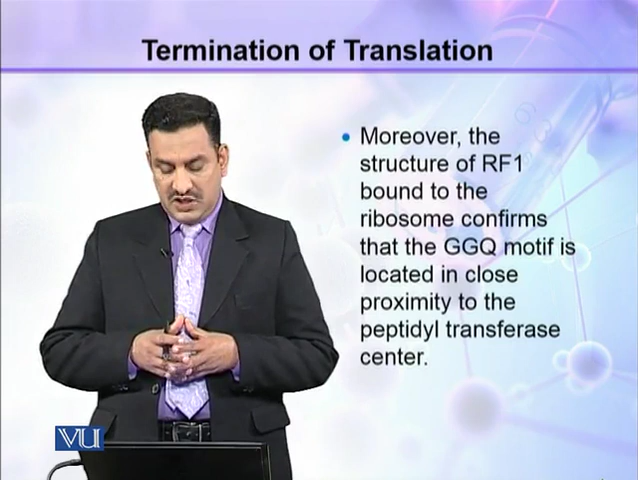 Termination of Translation
Moreover, the
structure of RF1
bound to the
ribosome confirms
that the GGQ motif is
located in close
proximity to the
peptidyl transferase
center.
VU